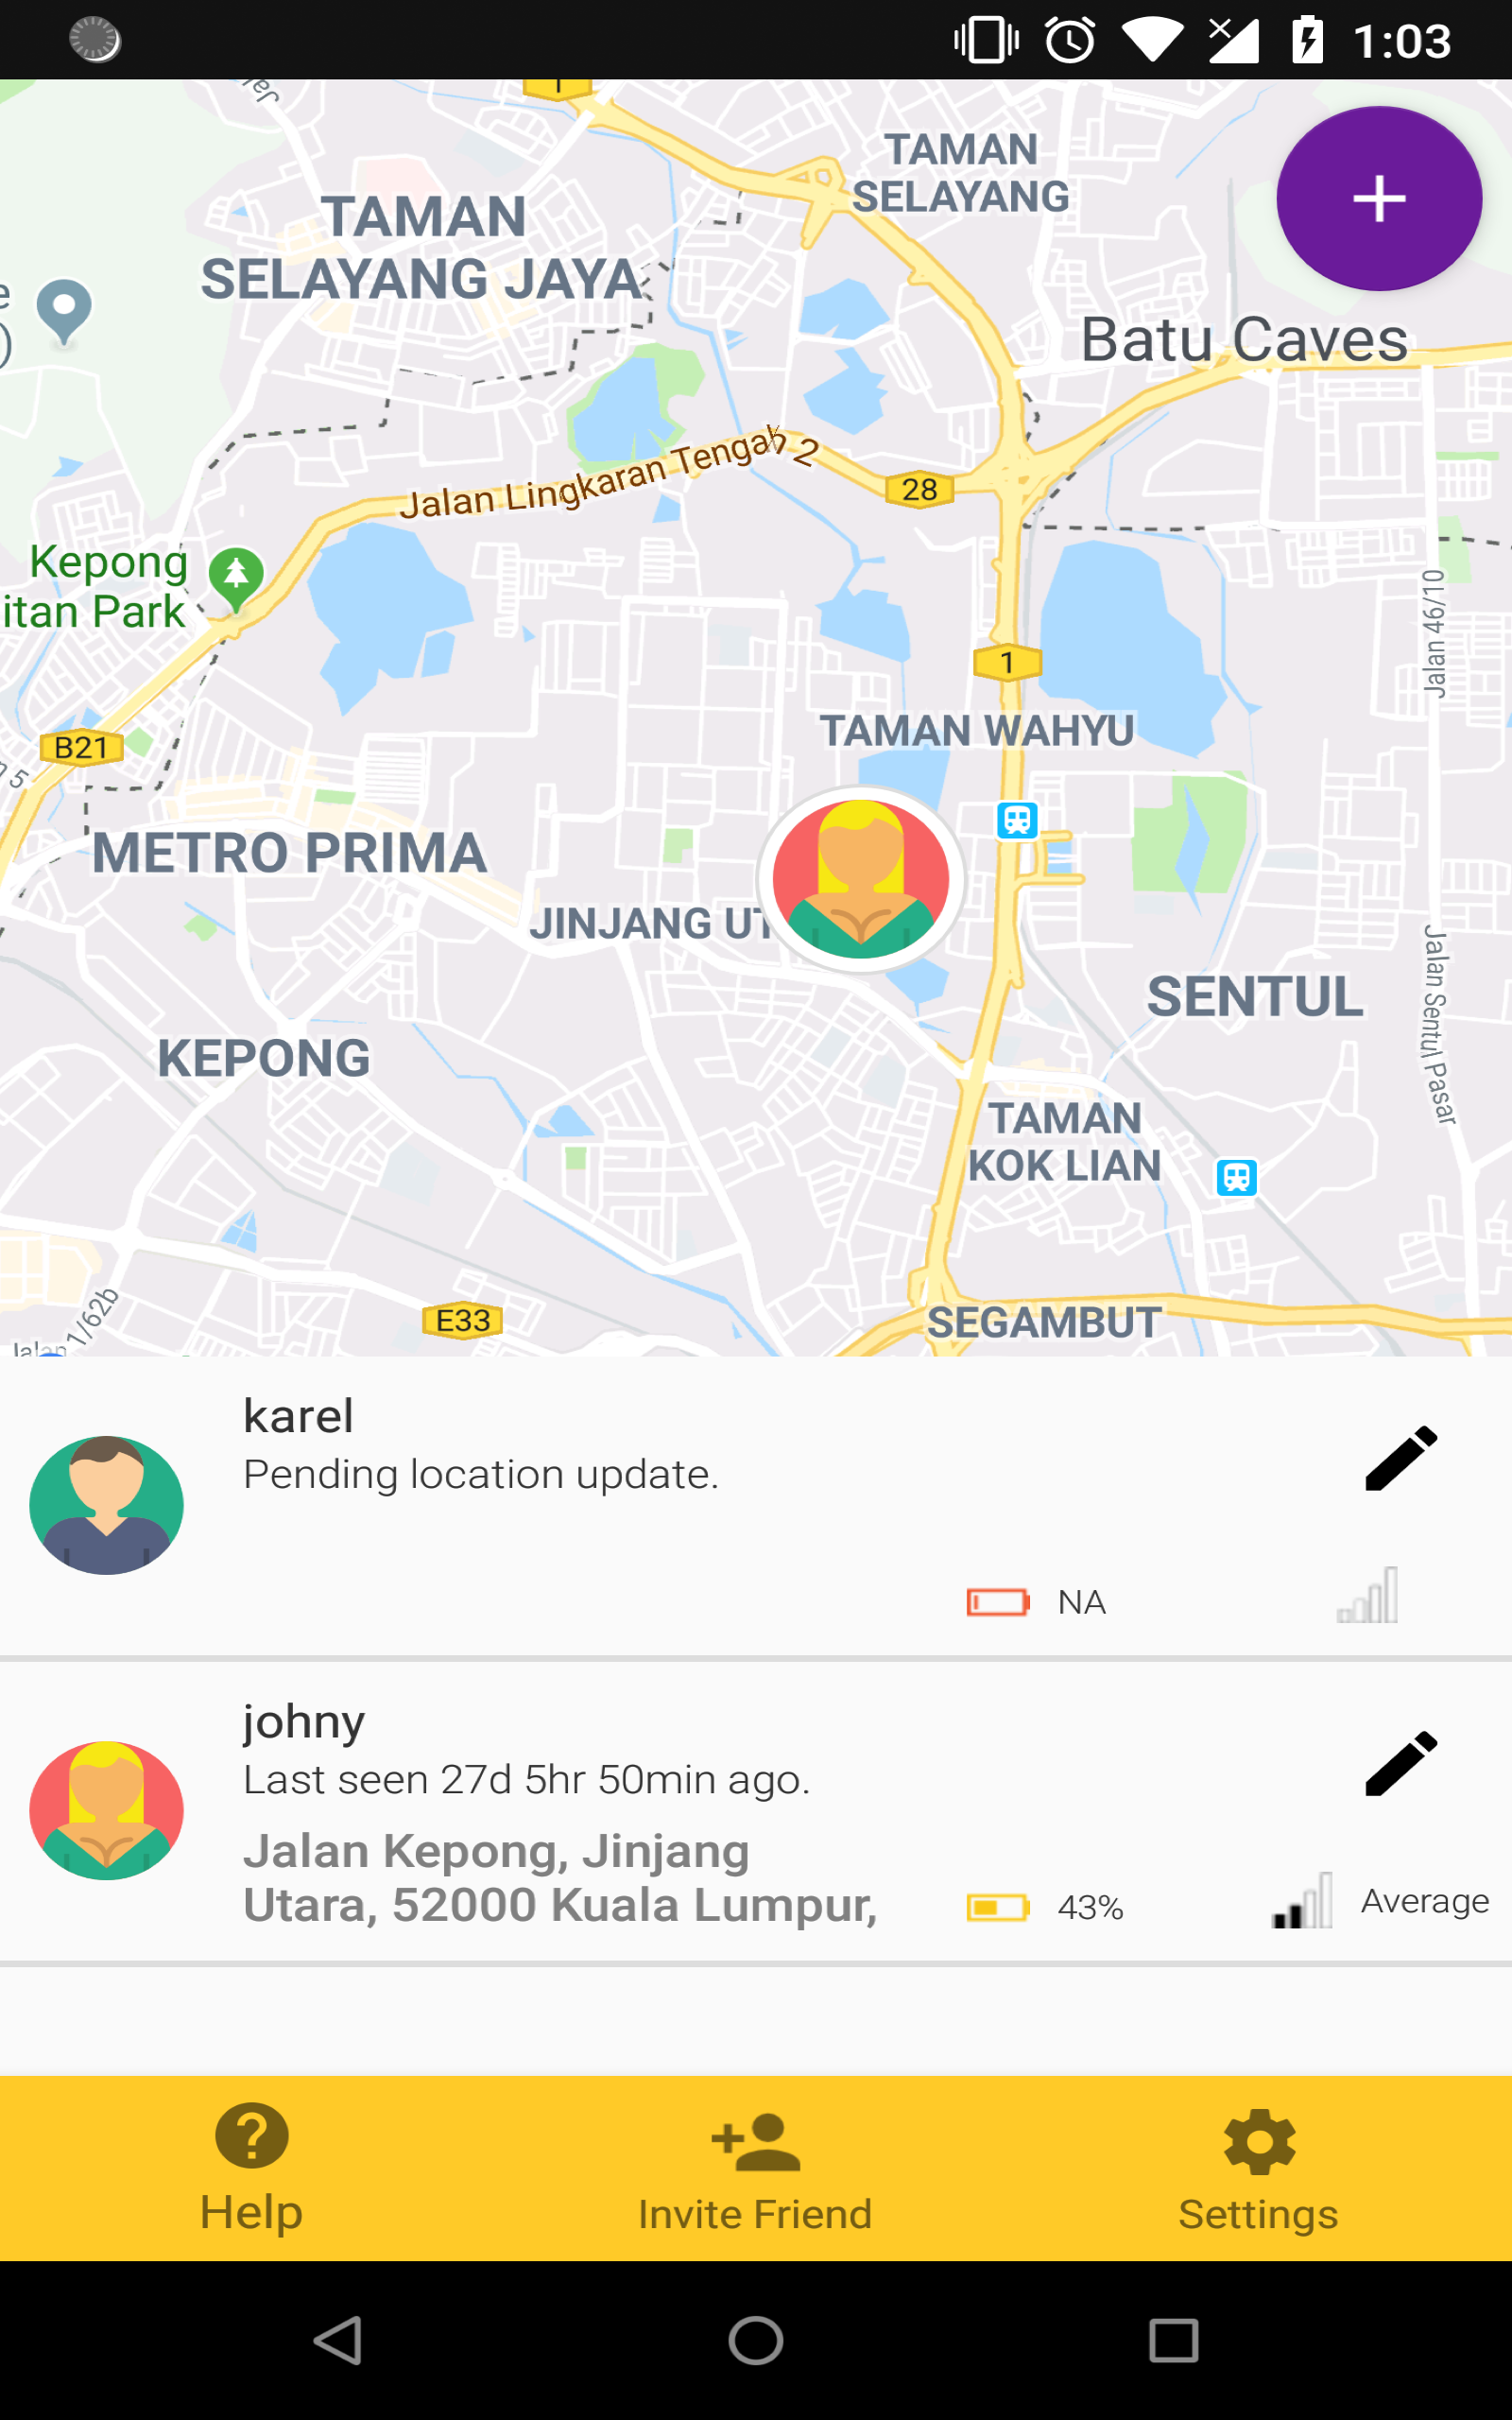 1:03
1
TAMAN
SELAYANG
TAMAN
SELAYANG JAYA
e
)
Batu Caves
Jalan Lingkaran Tengah 2
28
Kepong
itan Park
Jalan 46/10
1
TAMAN WAHYU
B21
5
METRO PRIMA
JINJANG UT
SENTUL
Jalan Sentul Pasar
KEPONG
TAMAN
KOK LIAN
1/62b
Jalan
E33
SEGAMBUT
karel
Pending location update.
NA
johny
Last seen 27d 5hr 50min ago.
Jalan Kepong, Jinjang
Utara, 52000 Kuala Lumpur,
43%
Average
Help
Invite Friend
Settings